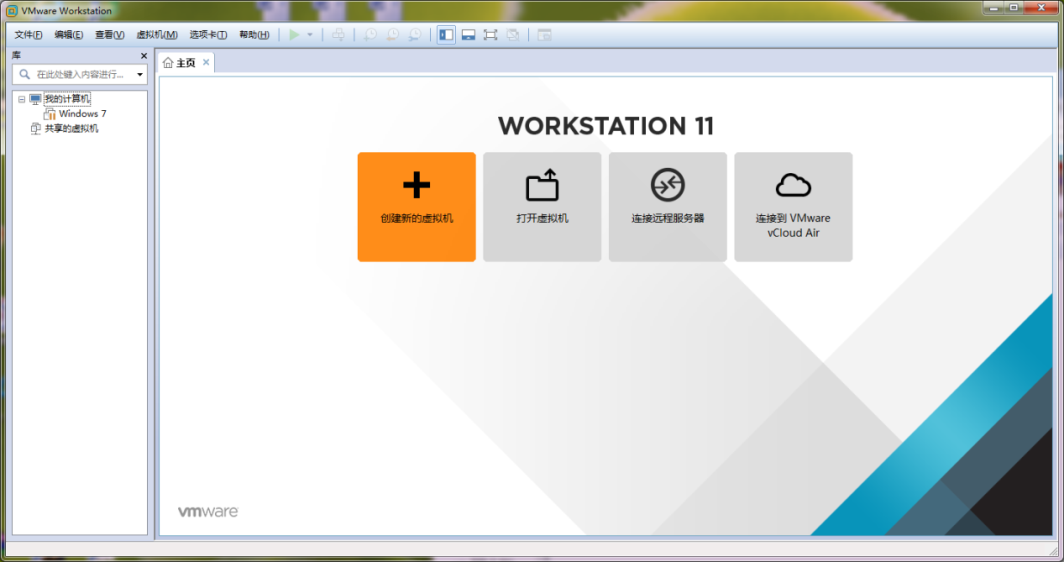 VMware Workstation
文件(F) 编辑(E) 查看(V) 虚拟机(M) 选项卡(T) 帮助(H)
库
在此处键入内容进行...
我的计算机
Windows 7
共享的虚拟机
主页
WORKSTATION 11
创建新的虚拟机
打开虚拟机
连接远程服务器
连接到 VMware
vCloud Air
vmware